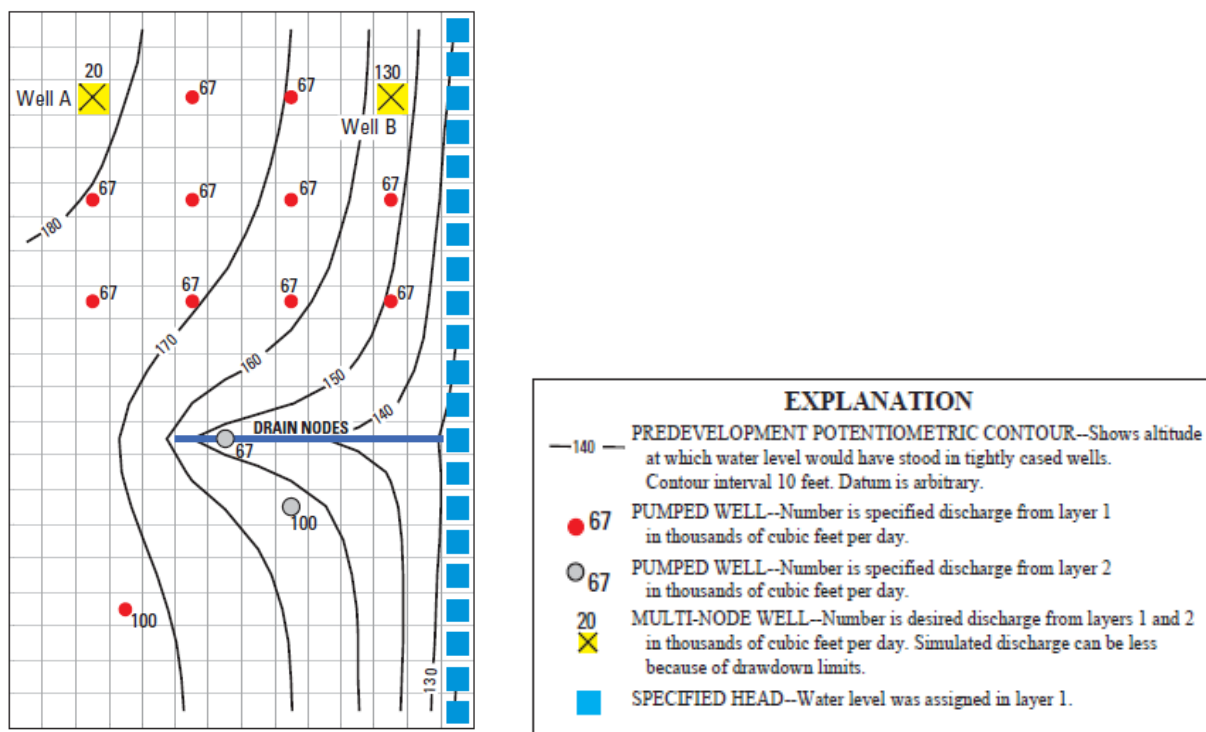 20
130
Well A
67
67
Well B
67
67
67
67
180
67
67
67
67
170
160
150
140
DRAIN NODES
67
100
100
130
EXPLANATION
140
PREDEVELOPMENT POTENTIOMETRIC CONTOUR--Shows altitude
at which water level would have stood in tightly cased wells.
Contour interval 10 feet. Datum is arbitrary.
67
PUMPED WELL--Number is specified discharge from layer 1
in thousands of cubic feet per day.
67
PUMPED WELL--Number is specified discharge from layer 2
in thousands of cubic feet per day.
20
MULTI-NODE WELL--Number is desired discharge from layers 1 and 2
in thousands of cubic feet per day. Simulated discharge can be less
because of drawdown limits.
SPECIFIED HEAD--Water level was assigned in layer 1.